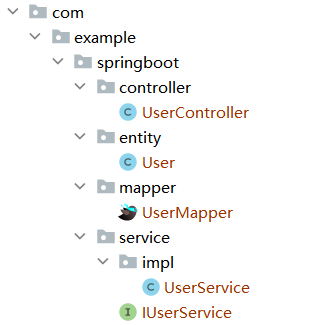 com
example
springboot
controller
C UserController
entity
C User
mapper
UserMapper
service
impl
C UserService
I IUserService